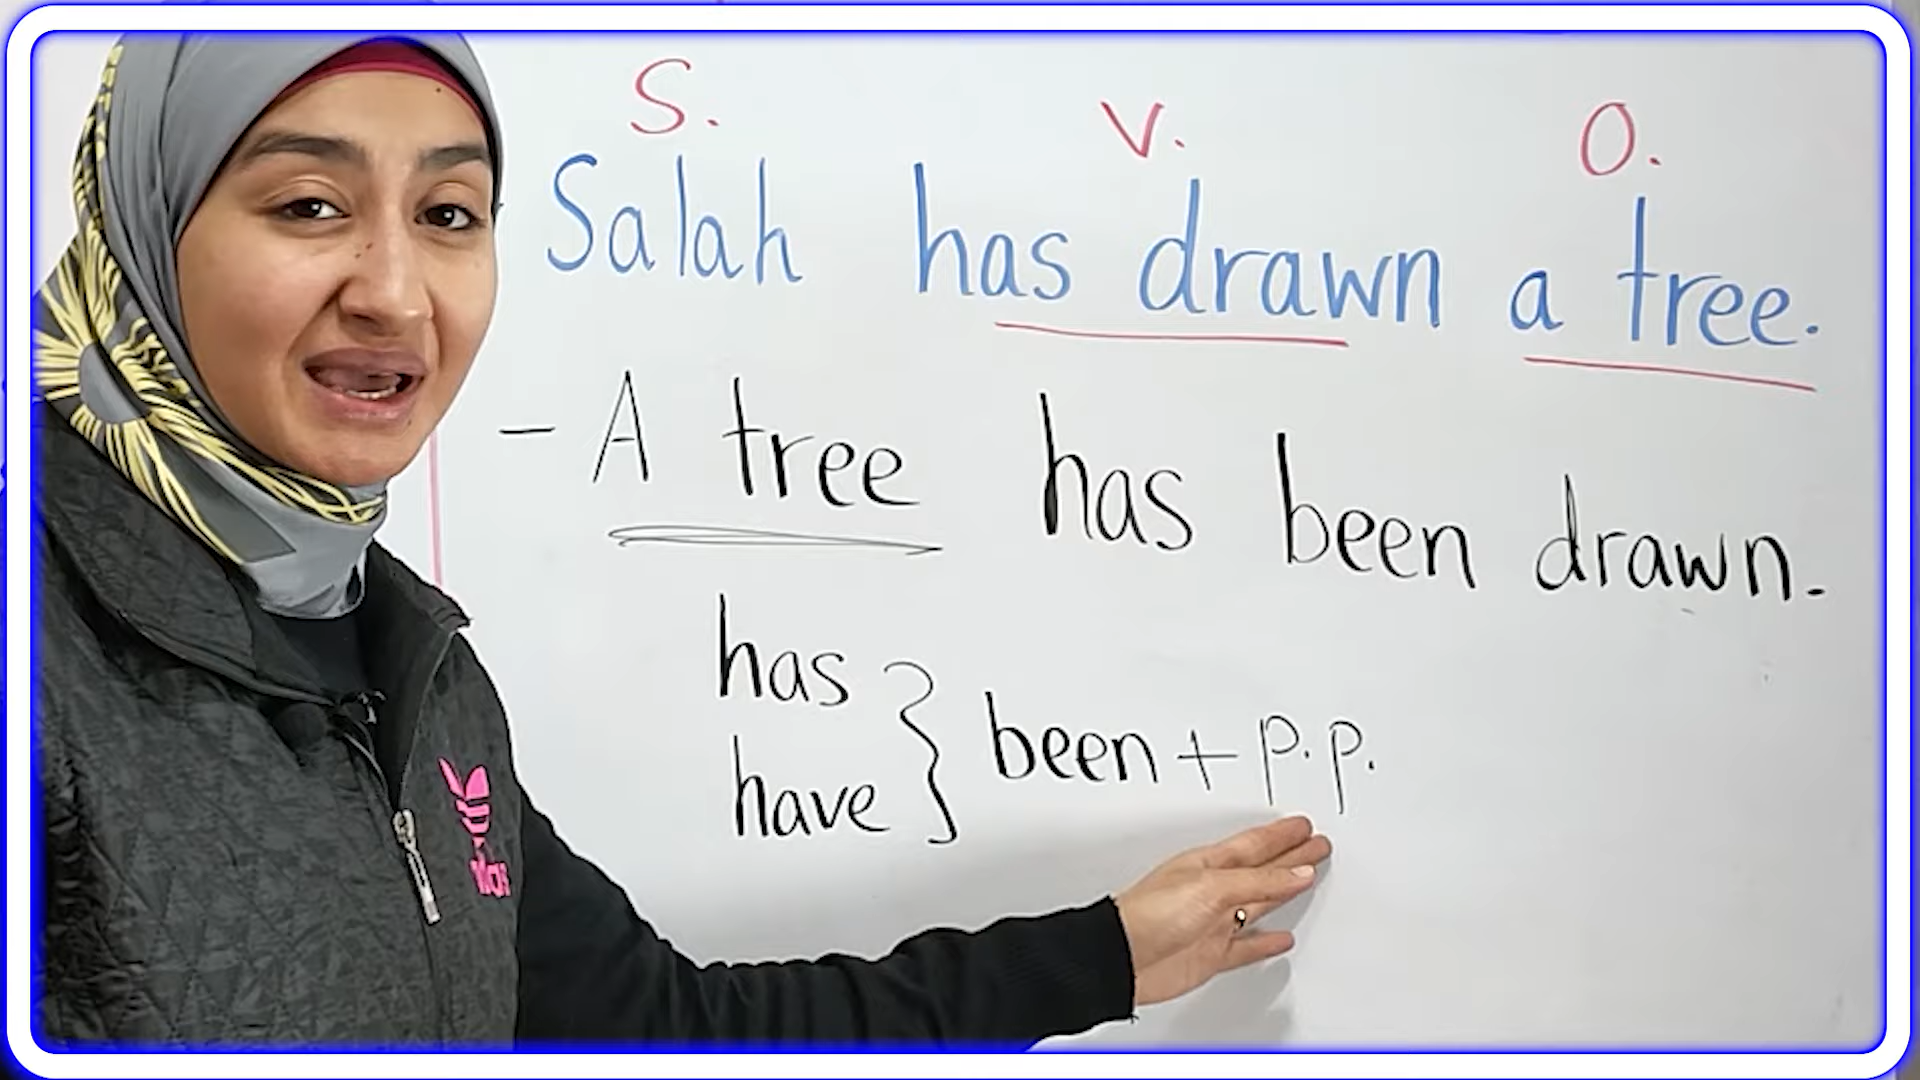 S. V. O.
Salah has drawn a tree.
- A tree has been drawn.
has
have } been + p.p.